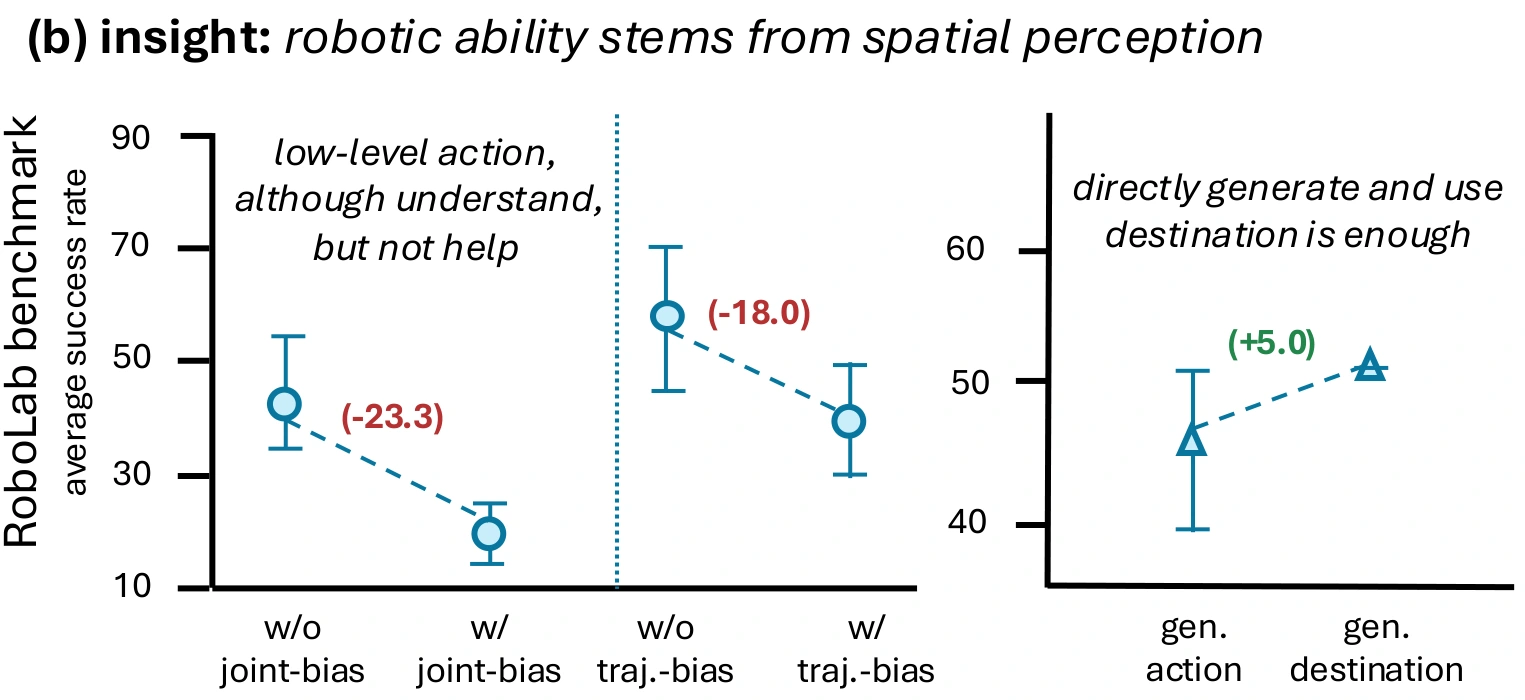 (b) insight: robotic ability stems from spatial perception
RoboLab benchmark
average success rate
90
70
50
30
10
low-level action,
although understand,
but not help
(-23.3)
(-18.0)
w/o
joint-bias
w/
joint-bias
w/o
traj.-bias
w/
traj.-bias
60
50
40
directly generate and use
destination is enough
(+5.0)
gen.
action
gen.
destination